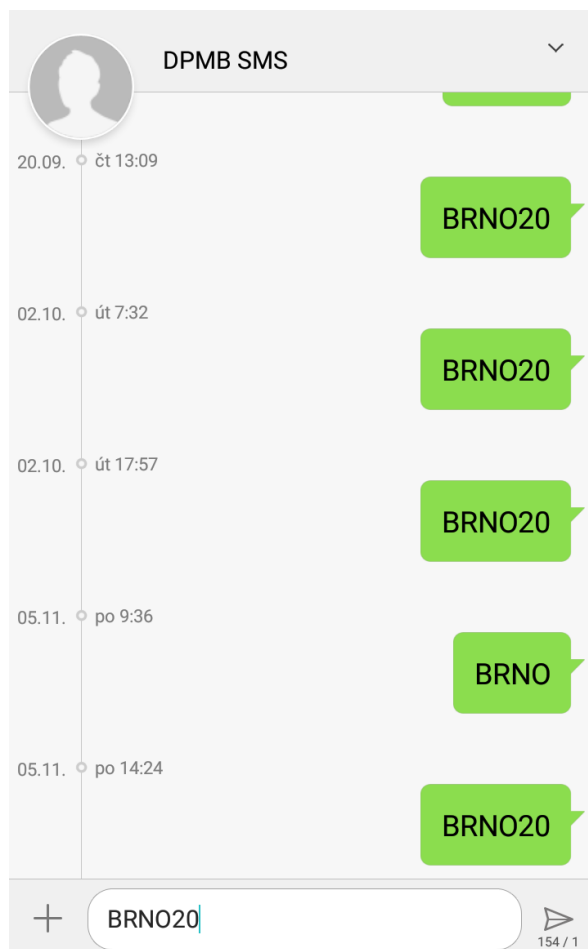 DPMB SMS
20.09. čt 13:09
BRNO20
02.10. út 7:32
BRNO20
02.10. út 17:57
BRNO20
05.11. po 9:36
BRNO
05.11. po 14:24
BRNO20
BRNO20
154 / 1